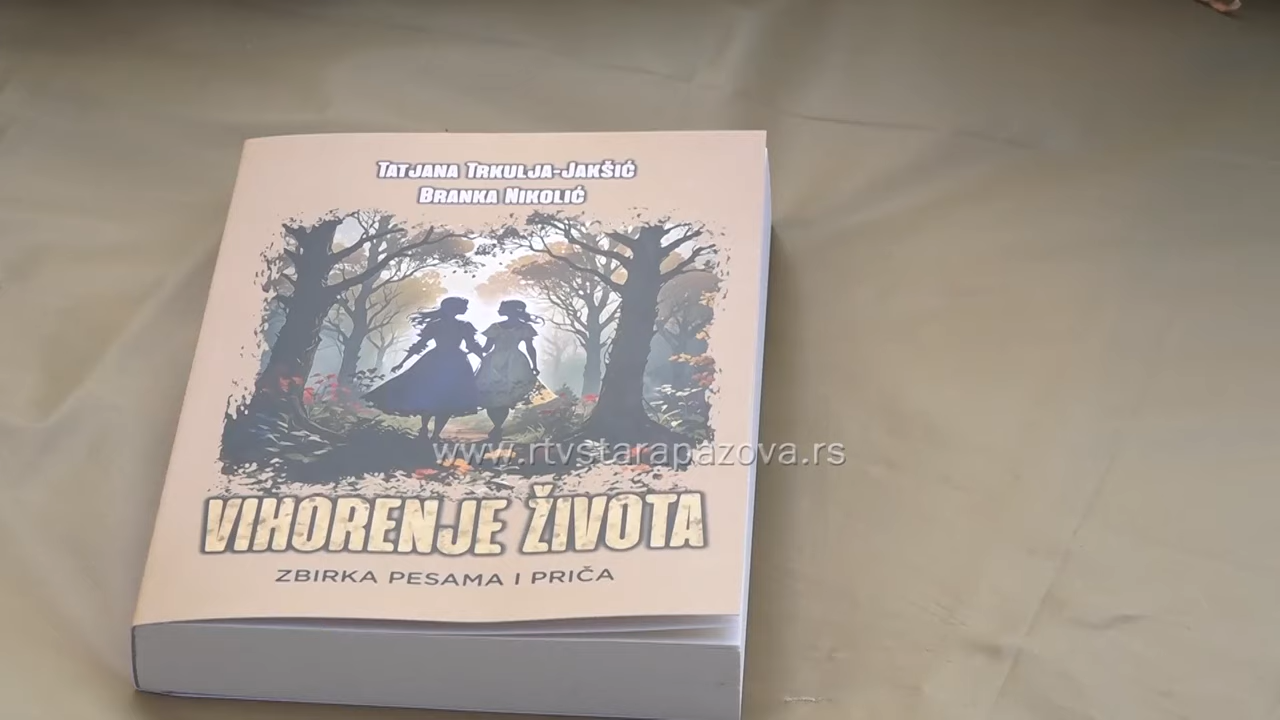 TATJANA TRKULJA-JAKŠIĆ
BRANKA NIKOLIĆ
www.rtvstarapazova.rs
VIHORENJE ŽIVOTA
ZBIRKA PESAMA I PRIČA